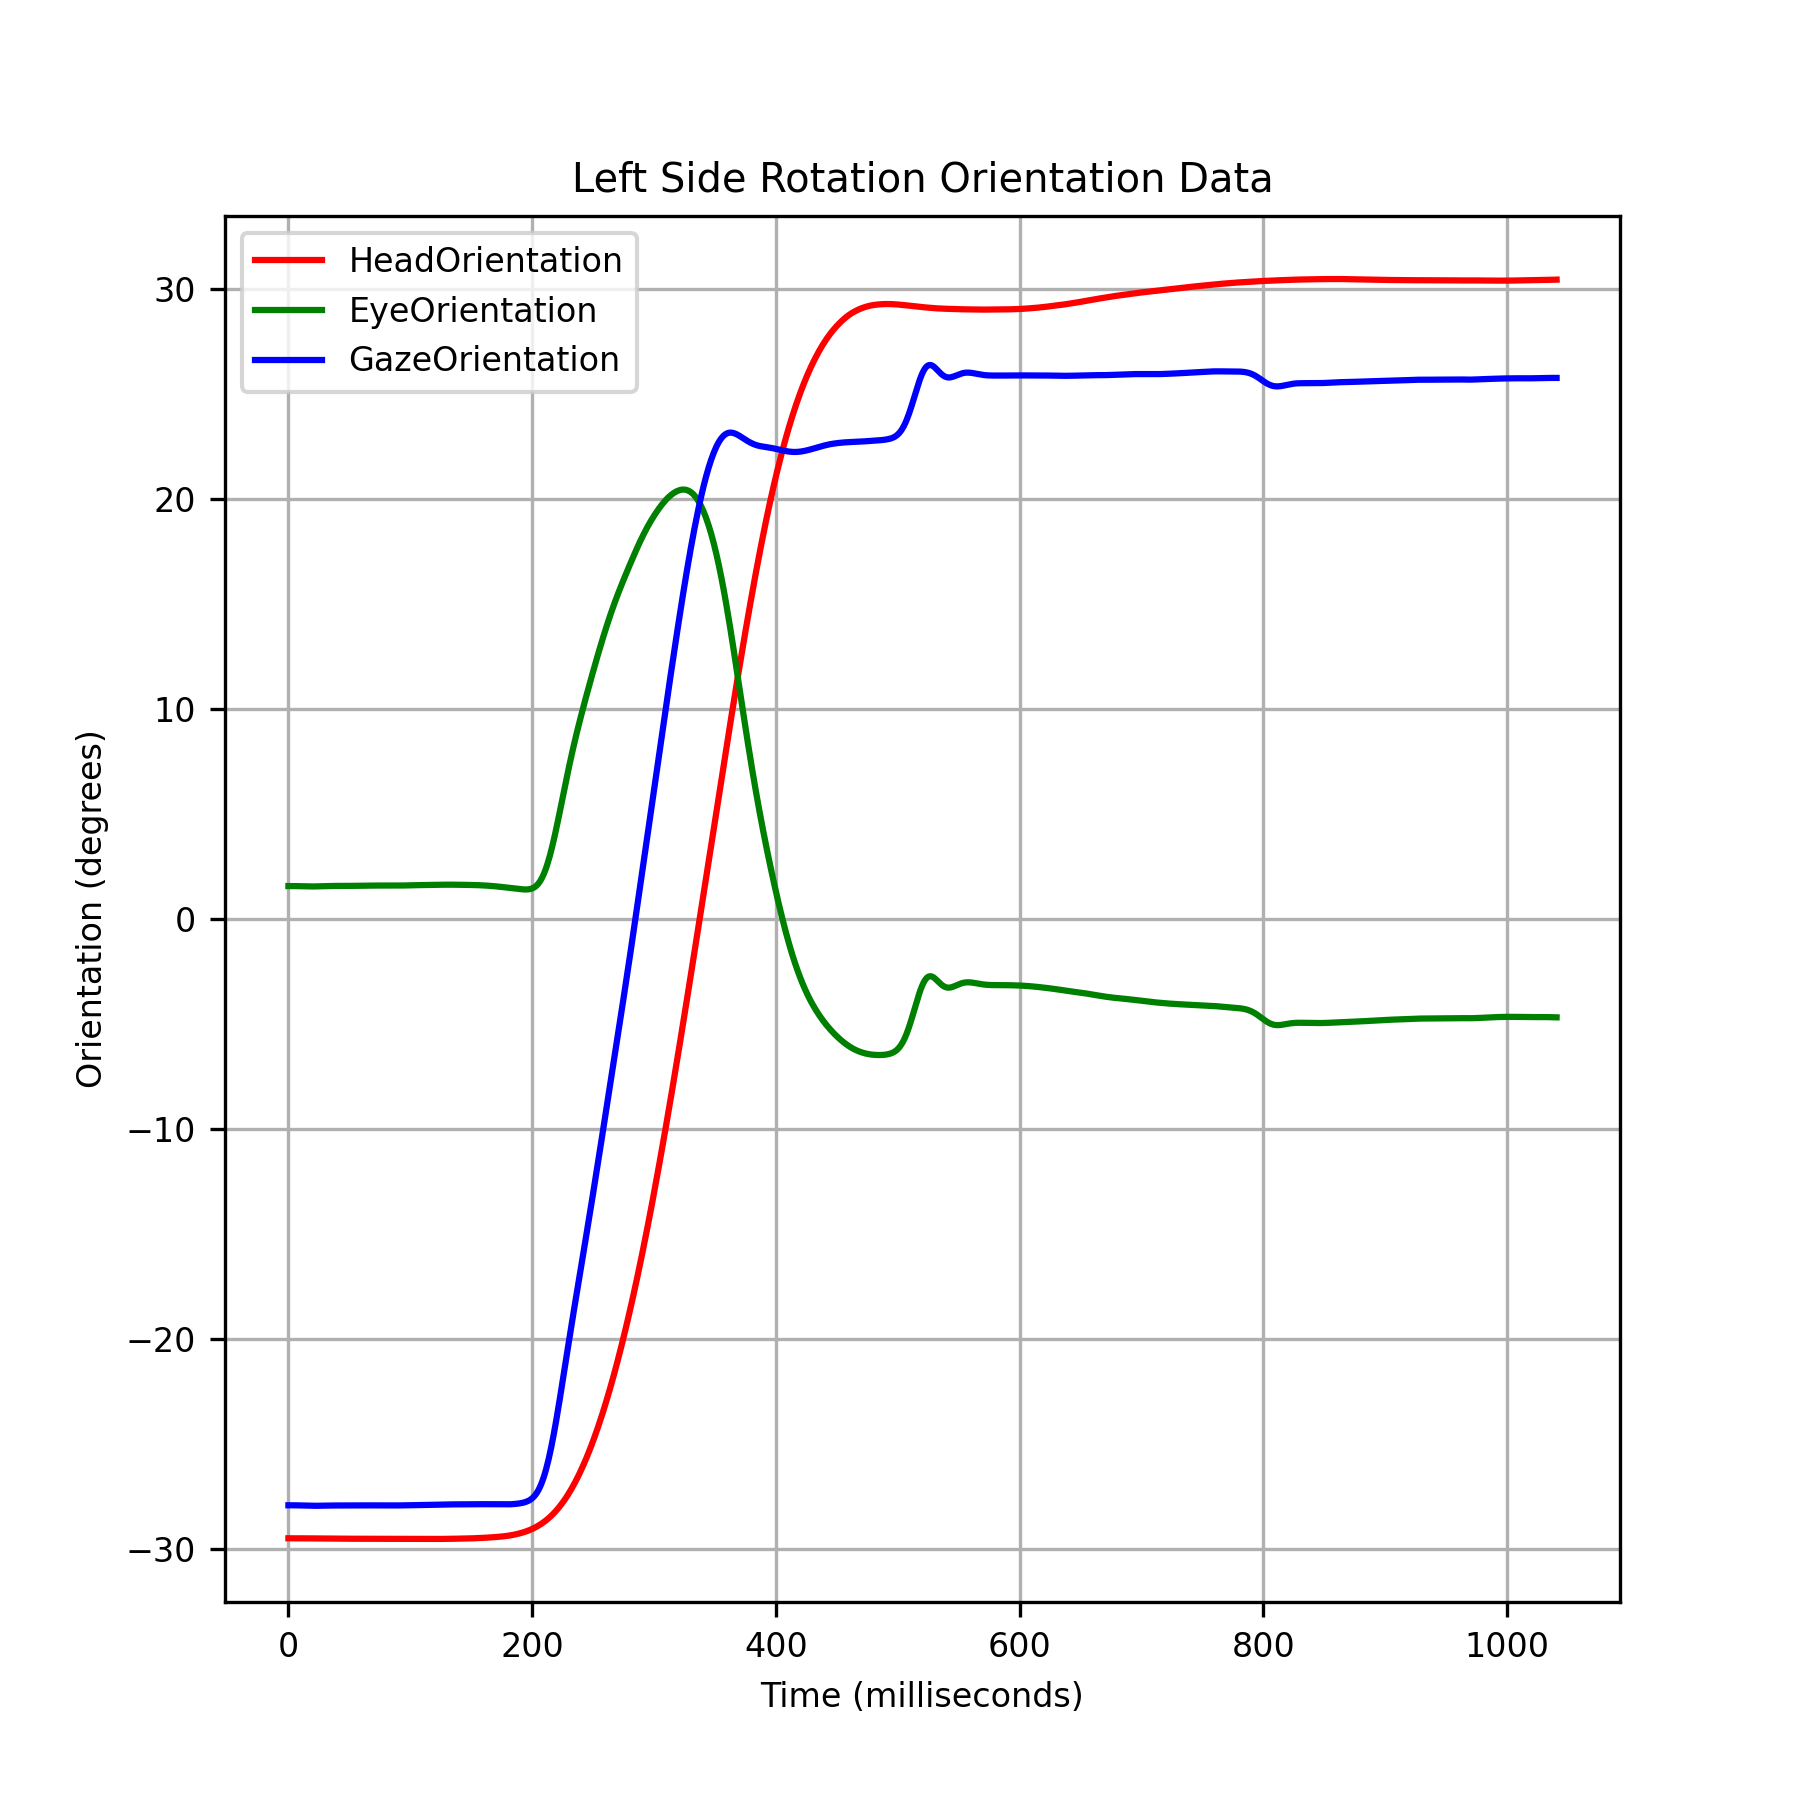 Left Side Rotation Orientation Data
HeadOrientation
EyeOrientation
GazeOrientation
Orientation (degrees)
30
20
10
0
−10
−20
−30
0 200 400 600 800 1000
Time (milliseconds)